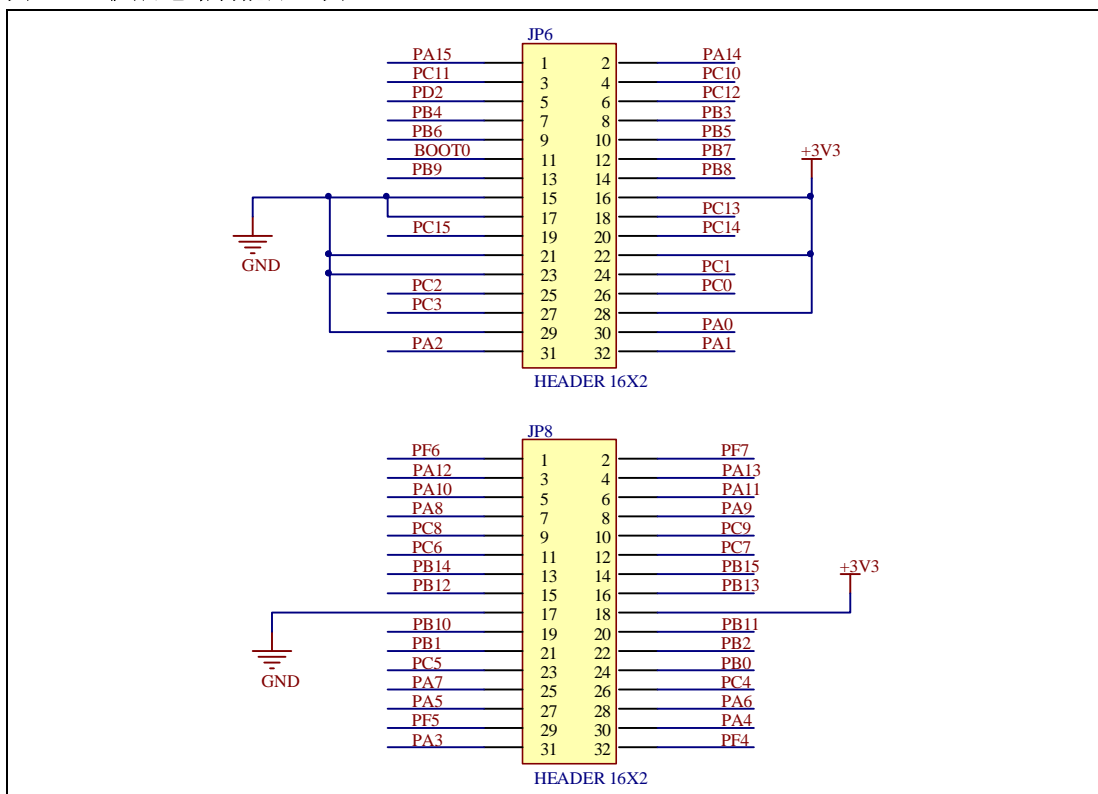 JP6
PA15 1 2 PA14
PC11 3 4 PC10
PD2 5 6 PC12
PB4 7 8 PB3
PB6 9 10 PB5
BOOT0 11 12 PB7
+3V3
PB9 13 14 PB8
15 16
17 18 PC13
PC15 19 20 PC14
21 22
GND
23 24 PC1
PC2 25 26 PC0
PC3 27 28
29 30 PA0
PA2 31 32 PA1
HEADER 16X2
JP8
PF6 1 2 PF7
PA12 3 4 PA13
PA10 5 6 PA11
PA8 7 8 PA9
PC8 9 10 PC9
PC6 11 12 PC7
PB14 13 14 PB15
+3V3
PB12 15 16 PB13
17 18
PB10 19 20 PB11
PB1 21 22 PB2
PC5 23 24 PB0
GND
PA7 25 26 PC4
PA5 27 28 PA6
PF5 29 30 PA4
PA3 31 32 PF4
HEADER 16X2